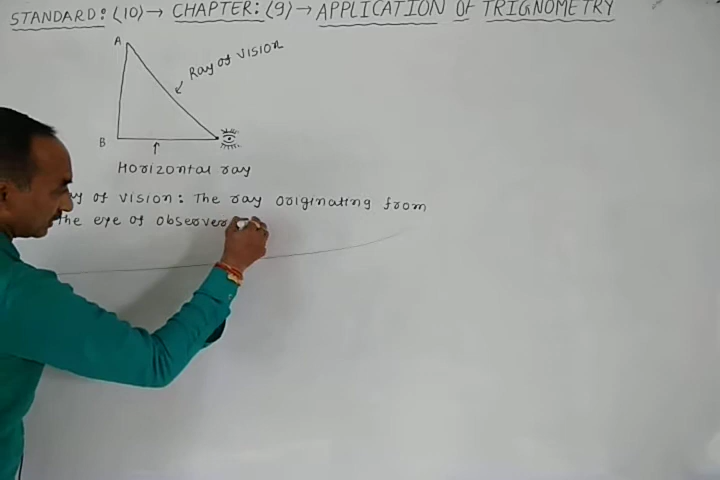 STANDARD: (10) → CHAPTER: (9) → APPLICATION Of TRIGNOMETRY
A
Ray of vision
B
Horizontal ray
of vision: The ray originating from
the eye of observer